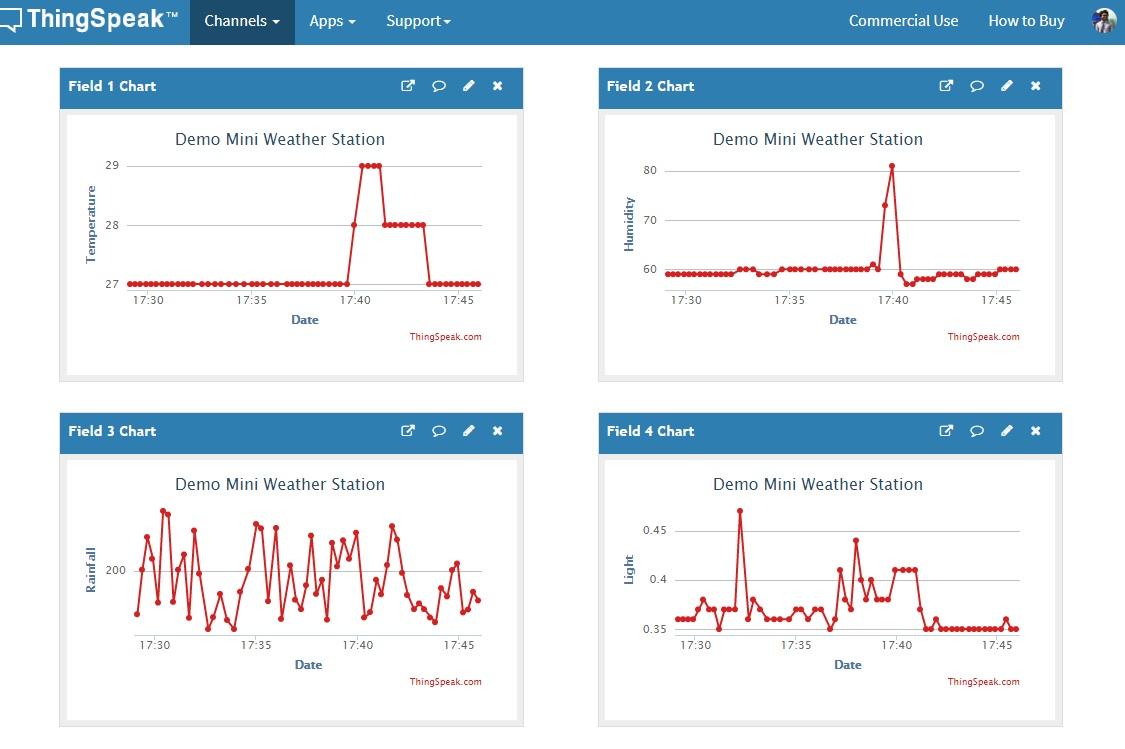 ThingSpeak™ Channels Apps Support Commercial Use How to Buy
Field 1 Chart
Demo Mini Weather Station
Temperature
29
28
27
17:30 17:35 17:40 17:45
Date
ThingSpeak.com
Field 2 Chart
Demo Mini Weather Station
Humidity
80
70
60
17:30 17:35 17:40 17:45
Date
ThingSpeak.com
Field 3 Chart
Demo Mini Weather Station
Rainfall
200
17:30 17:35 17:40 17:45
Date
ThingSpeak.com
Field 4 Chart
Demo Mini Weather Station
Light
0.45
0.4
0.35
17:30 17:35 17:40 17:45
Date
ThingSpeak.com